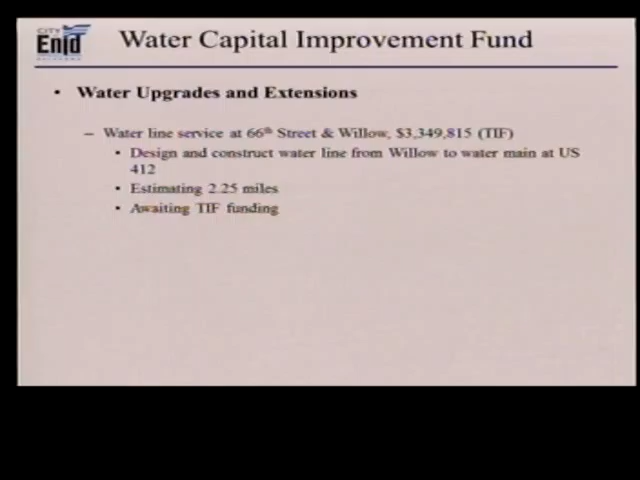 CITY
Enid
Water Capital Improvement Fund
• Water Upgrades and Extensions
– Water line service at 66th Street & Willow, $3,349,815 (TIF)
• Design and construct water line from Willow to water main at US
412
• Estimating 2.25 miles
• Awaiting TIF funding